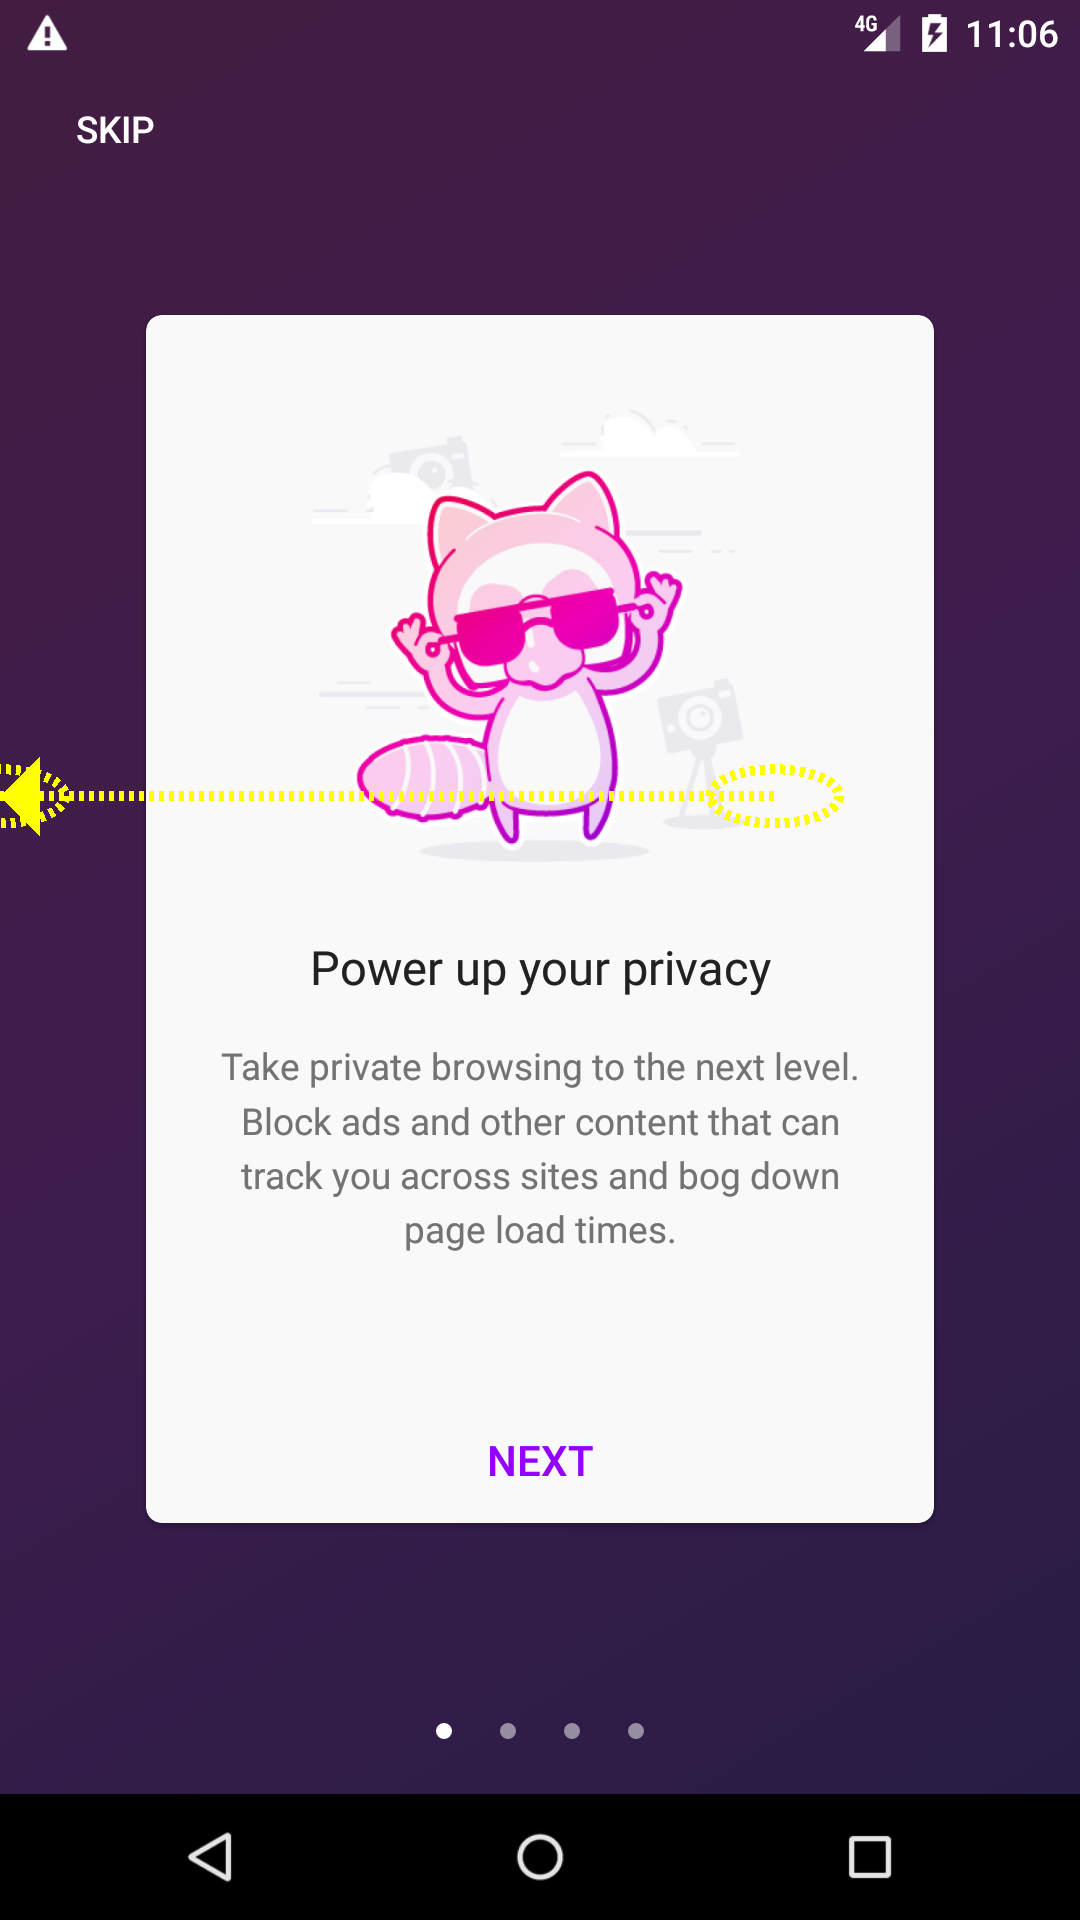 4G 11:06
SKIP
Power up your privacy
Take private browsing to the next level.
Block ads and other content that can
track you across sites and bog down
page load times.
NEXT